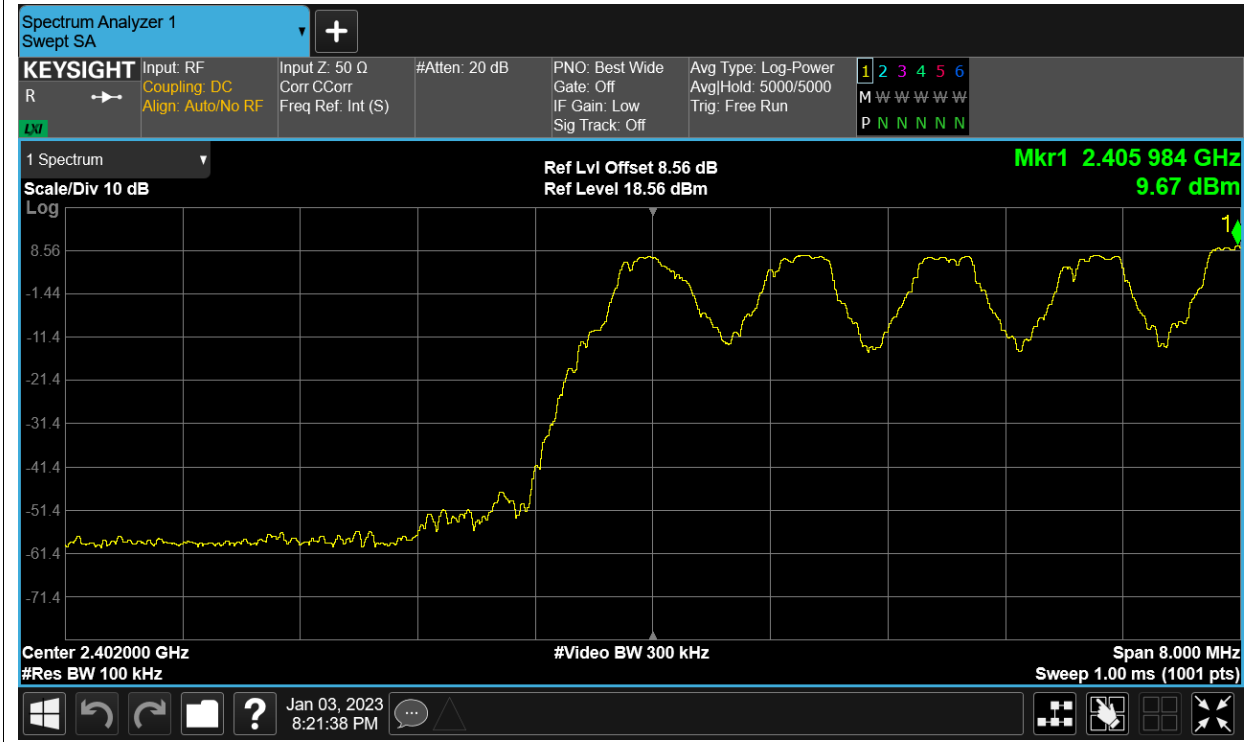 Spectrum Analyzer 1
Swept SA
KEYSIGHT
R
LXI
Input: RF
Coupling: DC
Align: Auto/No RF
Input Z: 50 Ω
Corr CCorr
Freq Ref: Int (S)
#Atten: 20 dB
PNO: Best Wide
Gate: Off
IF Gain: Low
Sig Track: Off
Avg Type: Log-Power
Avg|Hold: 5000/5000
Trig: Free Run
1 2 3 4 5 6
M W W W W W
P N N N N N
1 Spectrum
Scale/Div 10 dB
Log
Ref Lvl Offset 8.56 dB
Ref Level 18.56 dBm
Mkr1 2.405 984 GHz
9.67 dBm
1
8.56
-1.44
-11.4
-21.4
-31.4
-41.4
-51.4
-61.4
-71.4
Center 2.402000 GHz
#Video BW 300 kHz
Span 8.000 MHz
#Res BW 100 kHz
Sweep 1.00 ms (1001 pts)
?
Jan 03, 2023
8:21:38 PM